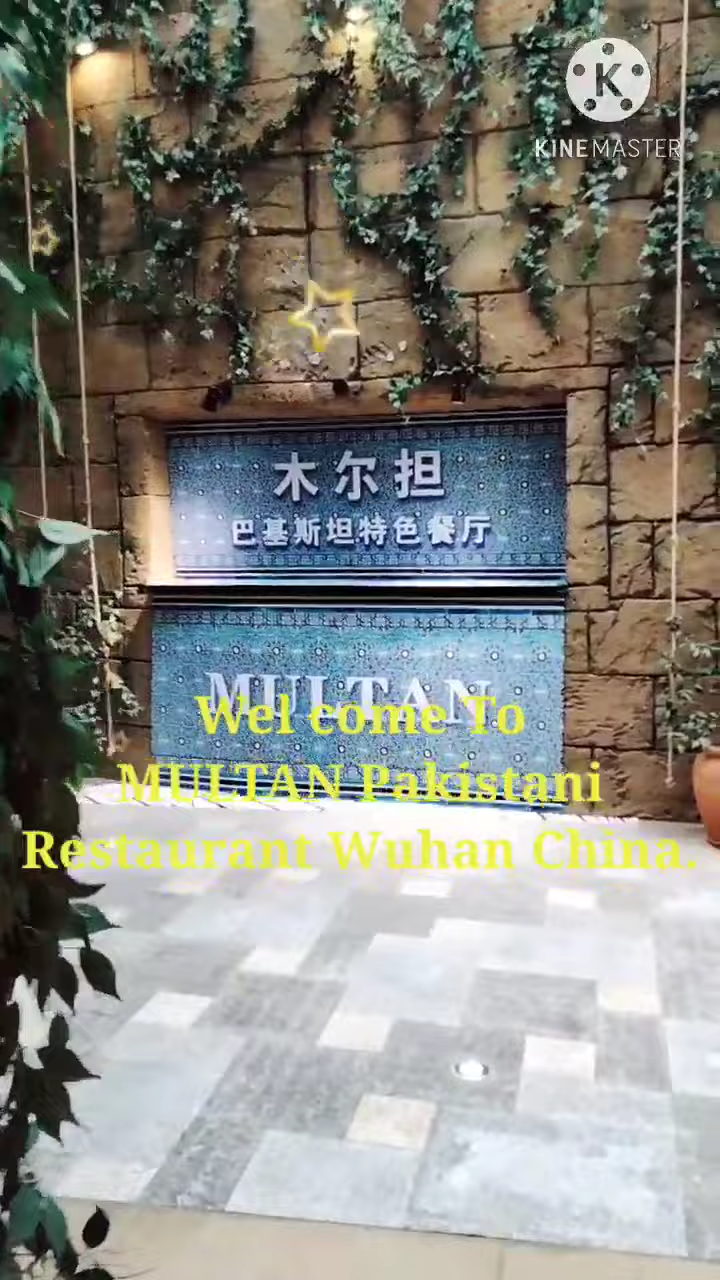 K
KINEMASTER
木尔担
巴基斯坦特色餐厅
MULTAN
Wel come To
MULTAN Pakistani
Restaurant Wuhan China.